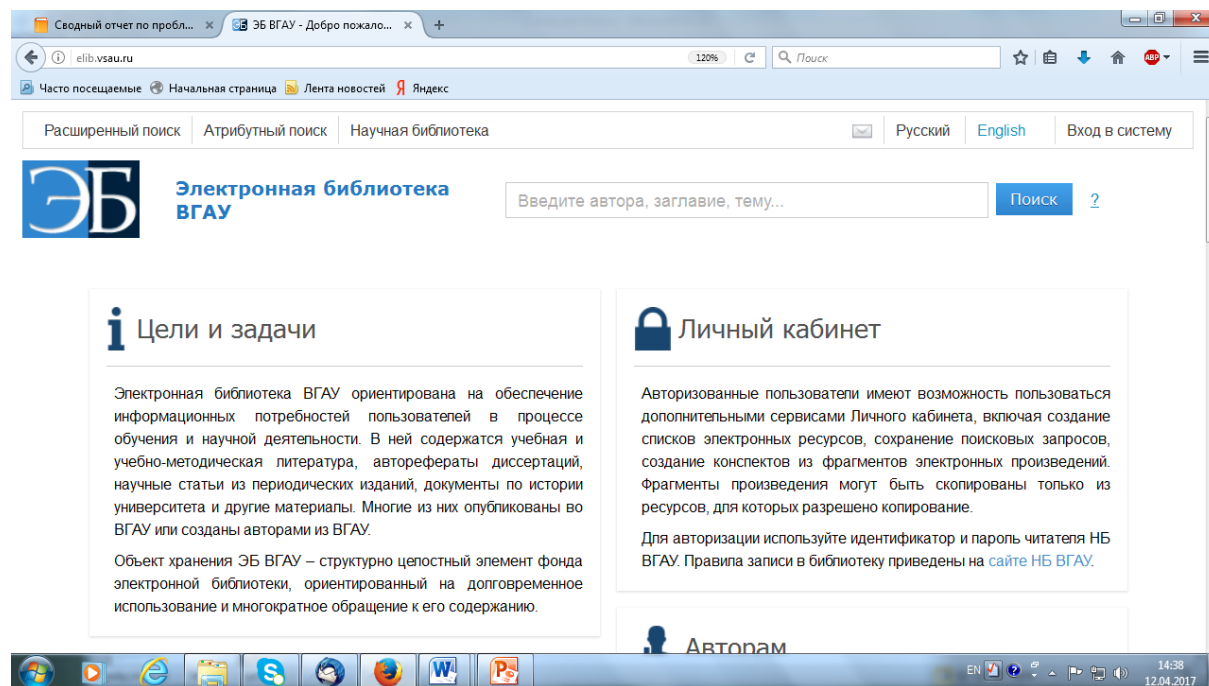 Сводный отчет по пробл...
ЭБ ВГАУ - Добро пожало...
elib.vsau.ru
120%
Поиск
ABP
Часто посещаемые
Начальная страница
Лента новостей
Яндекс
Расширенный поиск
Атрибутный поиск
Научная библиотека
Русский
English
Вход в систему
ЭБ
Электронная библиотека
ВГАУ
Введите автора, заглавие, тему...
Поиск
?
Цели и задачи
Электронная библиотека ВГАУ ориентирована на обеспечение
информационных потребностей пользователей в процессе
обучения и научной деятельности. В ней содержатся учебная и
учебно-методическая литература, авторефераты диссертаций,
научные статьи из периодических изданий, документы по истории
университета и другие материалы. Многие из них опубликованы во
ВГАУ или созданы авторами из ВГАУ.
Объект хранения ЭБ ВГАУ – структурно целостный элемент фонда
электронной библиотеки, ориентированный на долговременное
использование и многократное обращение к его содержанию.
Личный кабинет
Авторизованные пользователи имеют возможность пользоваться
дополнительными сервисами Личного кабинета, включая создание
списков электронных ресурсов, сохранение поисковых запросов,
создание конспектов из фрагментов электронных произведений.
Фрагменты произведения могут быть скопированы только из
ресурсов, для которых разрешено копирование.
Для авторизации используйте идентификатор и пароль читателя НБ
ВГАУ. Правила записи в библиотеку приведены на сайте НБ ВГАУ.
Авторам
EN
14:38
12.04.2017